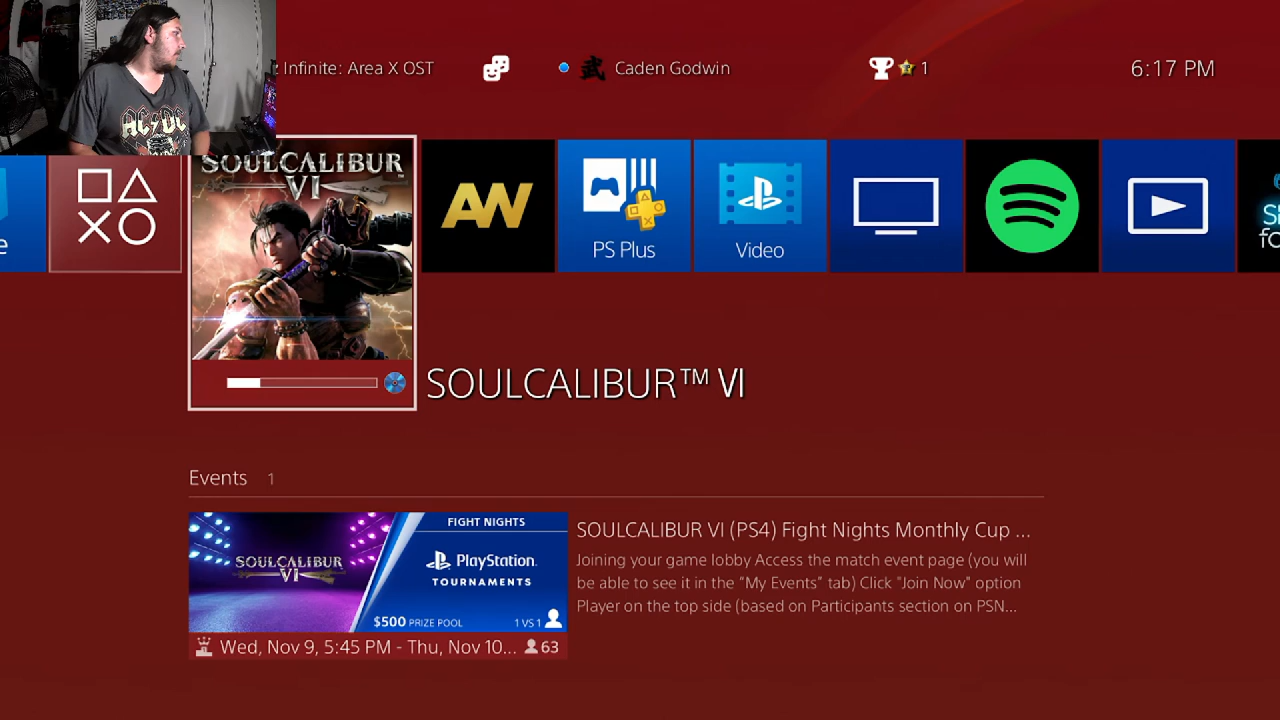 : Infinite: Area X OST
武
Caden Godwin
1
6:17 PM
AC/DC
e
SOULCALIBUR
VI
AW
PS Plus
Video
SOULCALIBUR™ VI
Events 1
FIGHT NIGHTS
SOULCALIBUR
VI
PlayStation.
TOURNAMENTS
$500 PRIZE POOL
1 VS 1
Wed, Nov 9, 5:45 PM - Thu, Nov 10... 63
SOULCALIBUR VI (PS4) Fight Nights Monthly Cup ...
Joining your game lobby Access the match event page (you will
be able to see it in the "My Events" tab) Click "Join Now" option
Player on the top side (based on Participants section on PSN...